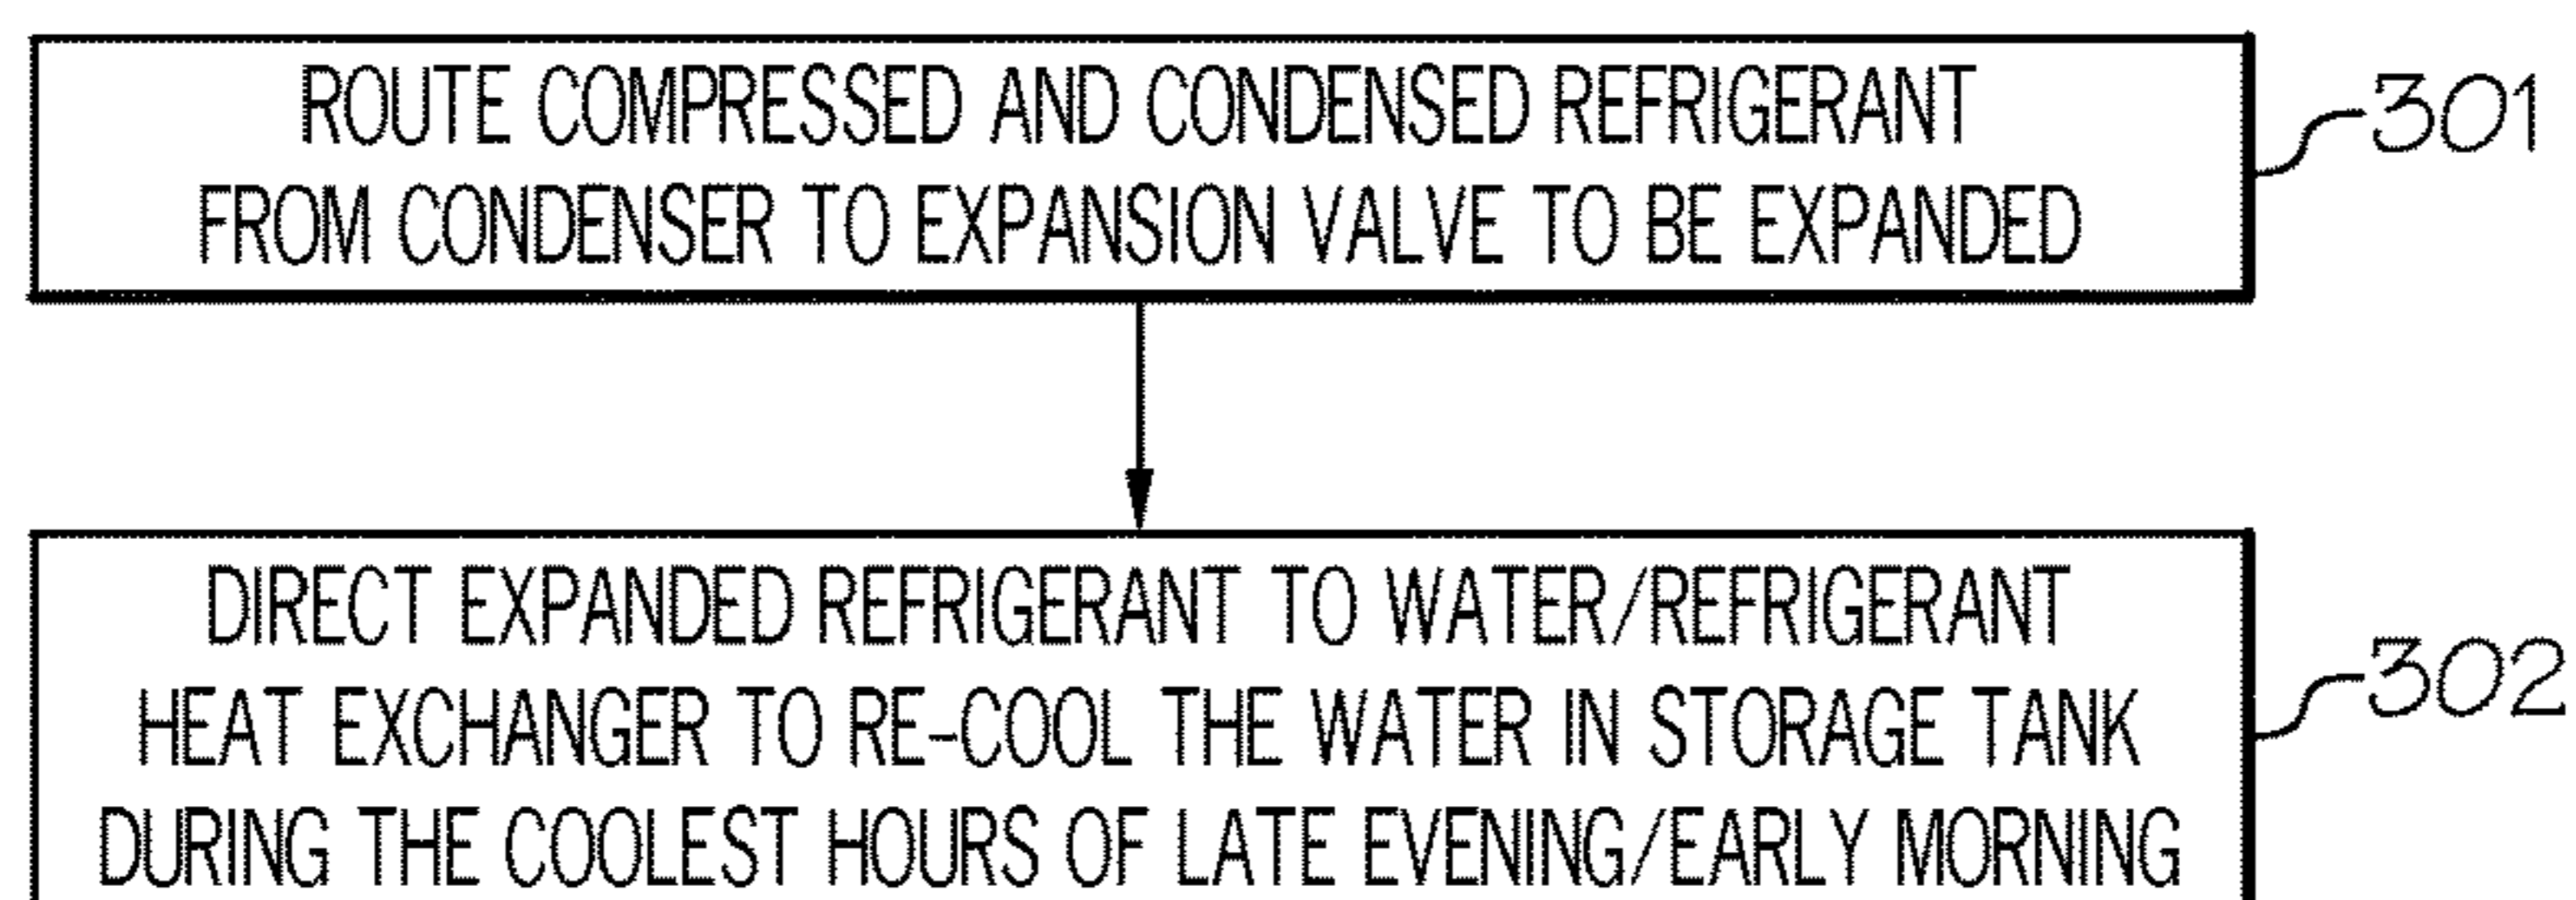 ROUTE COMPRESSED AND CONDENSED REFRIGERANT
FROM CONDENSER TO EXPANSION VALVE TO BE EXPANDED
301
DIRECT EXPANDED REFRIGERANT TO WATER/REFRIGERANT
HEAT EXCHANGER TO RE-COOL THE WATER IN STORAGE TANK
DURING THE COOLEST HOURS OF LATE EVENING/EARLY MORNING
302